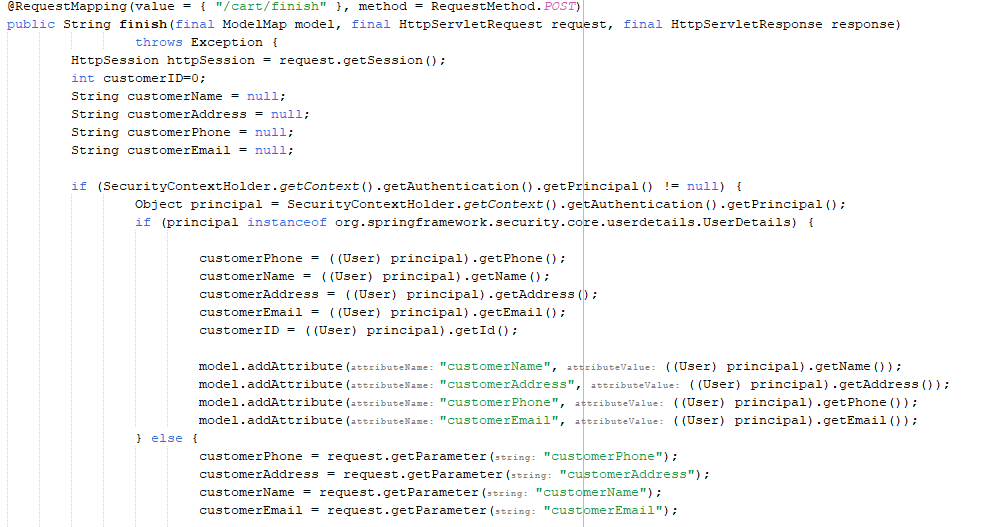 @RequestMapping(value = { "/cart/finish" }, method = RequestMethod.POST)
public String finish(final ModelMap model, final HttpServletRequest request, final HttpServletResponse response)
throws Exception {
HttpSession httpSession = request.getSession();
int customerID=0;
String customerName = null;
String customerAddress = null;
String customerPhone = null;
String customerEmail = null;
if (SecurityContextHolder.getContext().getAuthentication().getPrincipal() != null) {
Object principal = SecurityContextHolder.getContext().getAuthentication().getPrincipal();
if (principal instanceof org.springframework.security.core.userdetails.UserDetails) {
customerPhone = ((User) principal).getPhone();
customerName = ((User) principal).getName();
customerAddress = ((User) principal).getAddress();
customerEmail = ((User) principal).getEmail();
customerID = ((User) principal).getId();
model.addAttribute(attributeName: "customerName", attributeValue: ((User) principal).getName());
model.addAttribute(attributeName: "customerAddress", attributeValue: ((User) principal).getAddress());
model.addAttribute(attributeName: "customerPhone", attributeValue: ((User) principal).getPhone());
model.addAttribute(attributeName: "customerEmail", attributeValue: ((User) principal).getEmail());
} else {
customerPhone = request.getParameter(string: "customerPhone");
customerAddress = request.getParameter(string: "customerAddress");
customerName = request.getParameter(string: "customerName");
customerEmail = request.getParameter(string: "customerEmail");